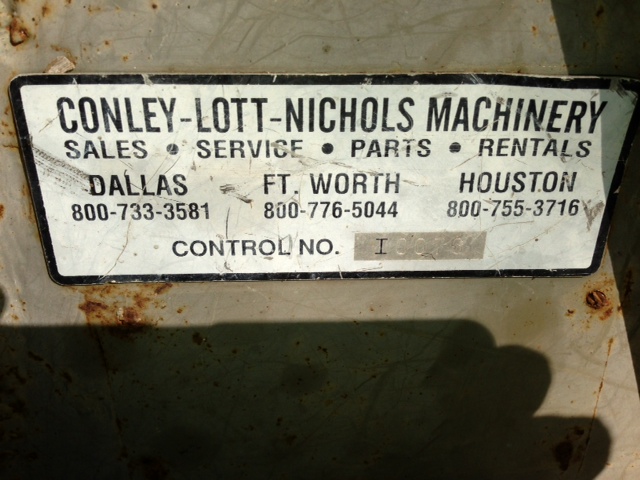 CONLEY-LOTT-NICHOLS MACHINERY
SALES • SERVICE • PARTS • RENTALS
DALLAS FT. WORTH HOUSTON
800-733-3581 800-776-5044 800-755-3716
CONTROL NO.